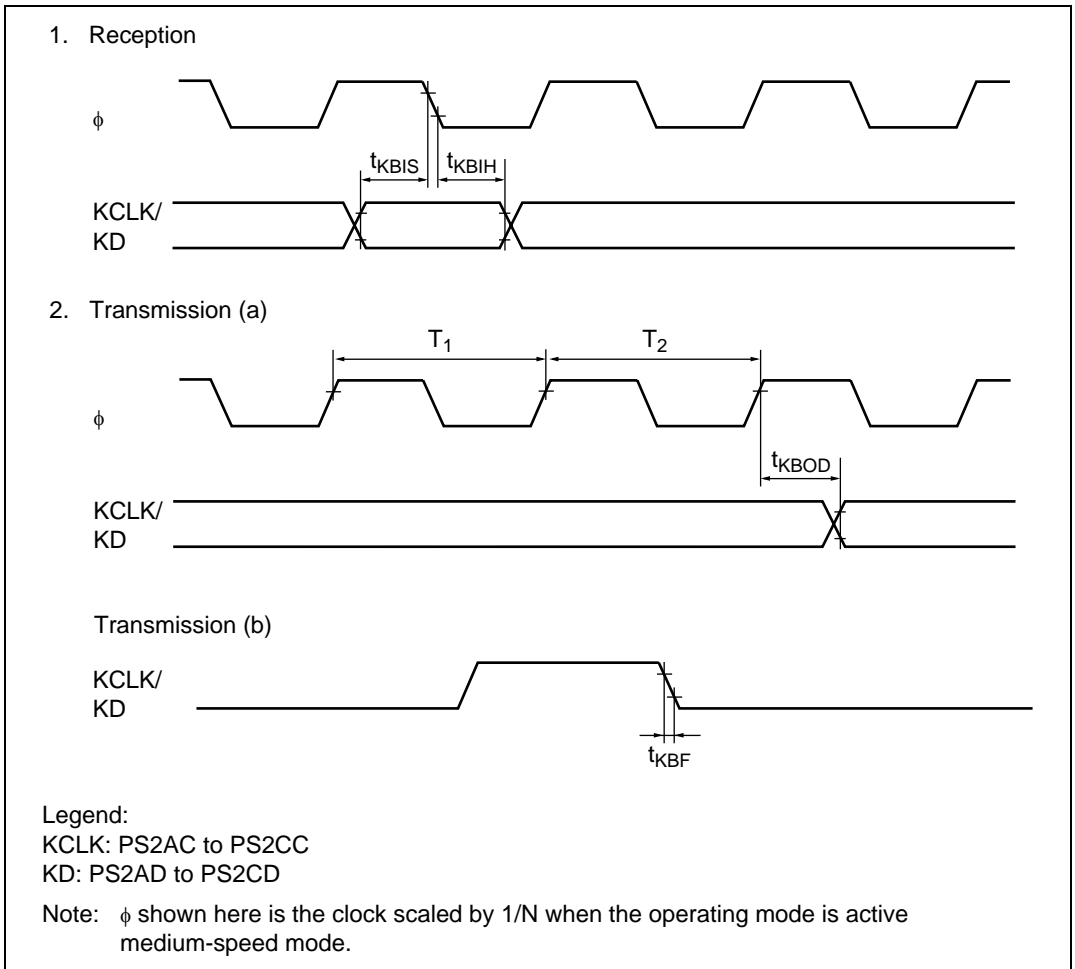 1. Reception
φ
tKBIS tKBIH
KCLK/
KD
2. Transmission (a)
T1 T2
φ
tKBOD
KCLK/
KD
Transmission (b)
KCLK/
KD
tKBF
Legend:
KCLK: PS2AC to PS2CC
KD: PS2AD to PS2CD
Note: φ shown here is the clock scaled by 1/N when the operating mode is active
medium-speed mode.